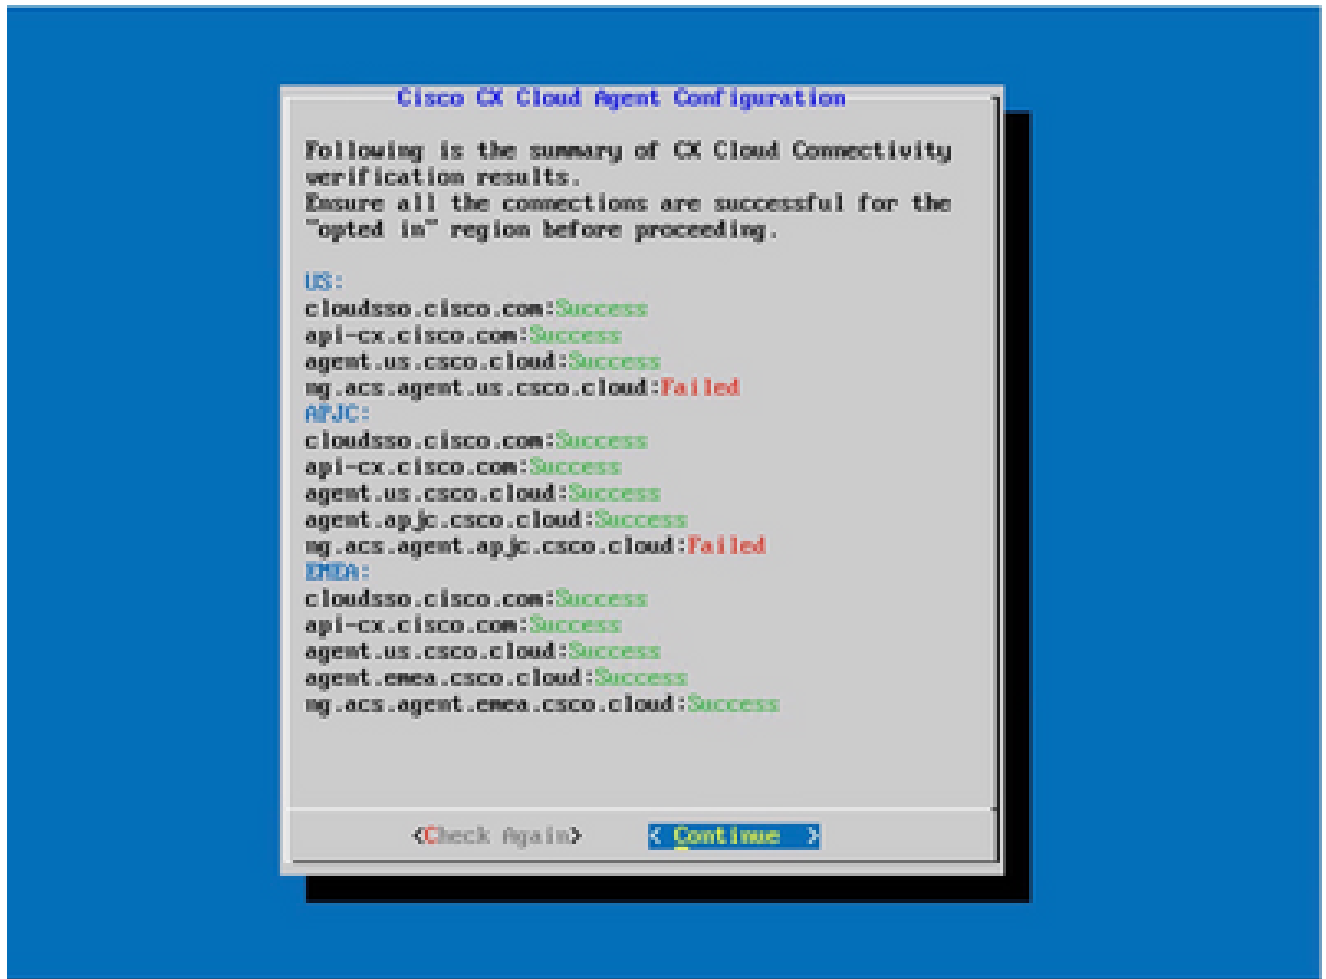 Cisco CX Cloud Agent Configuration
Following is the summary of CX Cloud Connectivity
verification results.
Ensure all the connections are successful for the
"opted in" region before proceeding.
US:
cloudsso.cisco.com:Success
api-cx.cisco.com:Success
agent.us.csco.cloud:Success
ng.acs.agent.us.csco.cloud:Failed
APJC:
cloudsso.cisco.com:Success
api-cx.cisco.com:Success
agent.us.csco.cloud:Success
agent.apjc.csco.cloud:Success
ng.acs.agent.apjc.csco.cloud:Failed
EMEA:
cloudsso.cisco.com:Success
api-cx.cisco.com:Success
agent.us.csco.cloud:Success
agent.emea.csco.cloud:Success
ng.acs.agent.emea.csco.cloud:Success
<Check Again> < Continue >